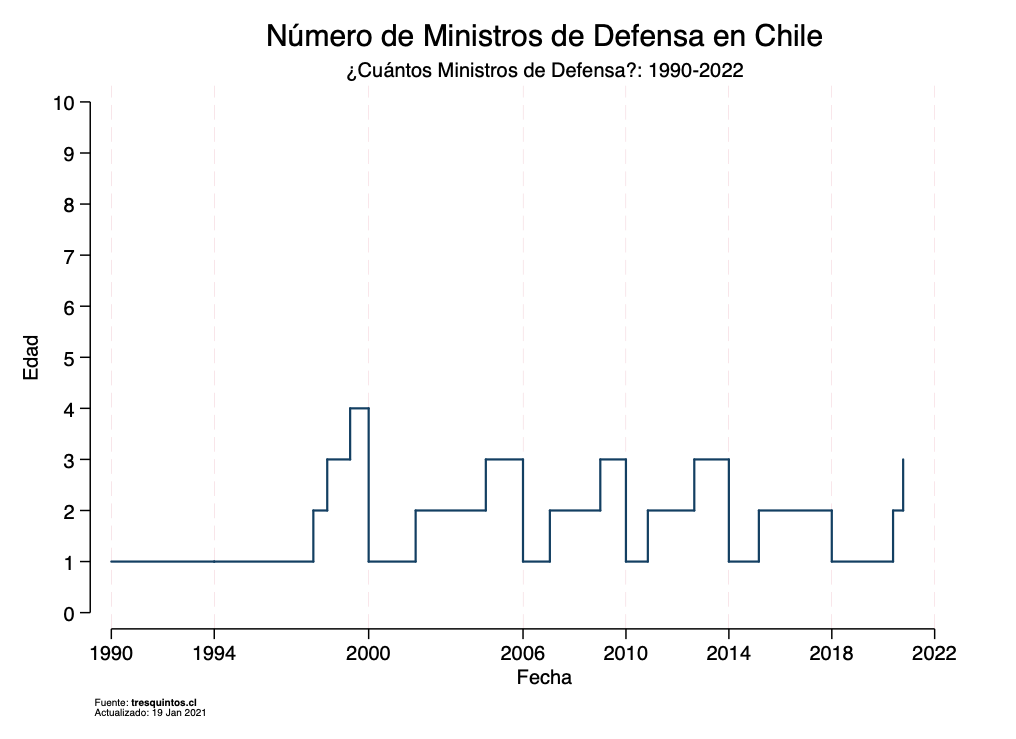 Número de Ministros de Defensa en Chile
¿Cuántos Ministros de Defensa?: 1990-2022
10
9
8
7
6
5
4
3
2
1
0
Edad
1990 1994 2000 2006 2010 2014 2018 2022
Fecha
Fuente: tresquintos.cl
Actualizado: 19 Jan 2021